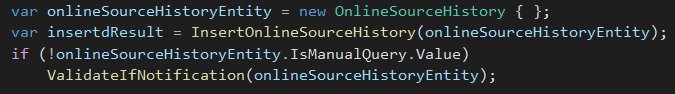 var onlineSourceHistoryEntity = new OnlineSourceHistory { };
var insertdResult = InsertOnlineSourceHistory(onlineSourceHistoryEntity);
if (!onlineSourceHistoryEntity.IsManualQuery.Value)
    ValidateIfNotification(onlineSourceHistoryEntity);